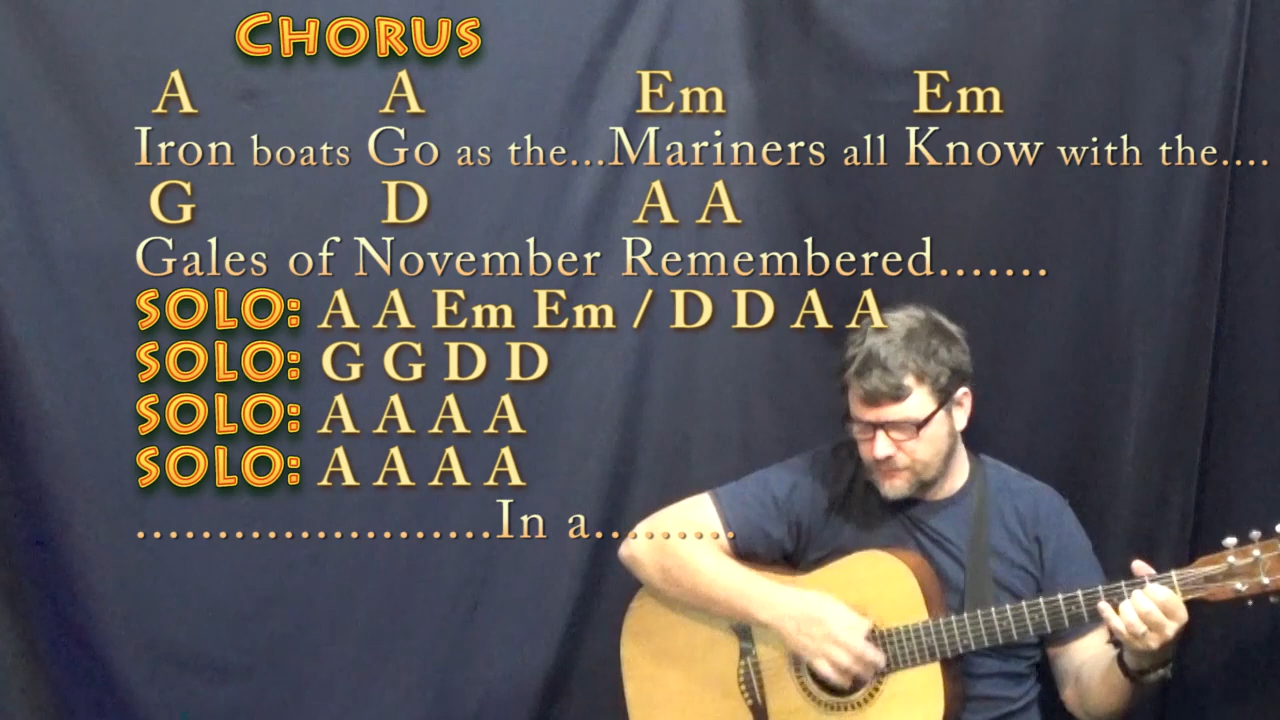 CHORUS
A A Em Em
Iron boats Go as the...Mariners all Know with the....
G D A A
Gales of November Remembered.......
SOLO: A A Em Em / D D A A
SOLO: G G D D
SOLO: A A A A
SOLO: A A A A
......................In a.........